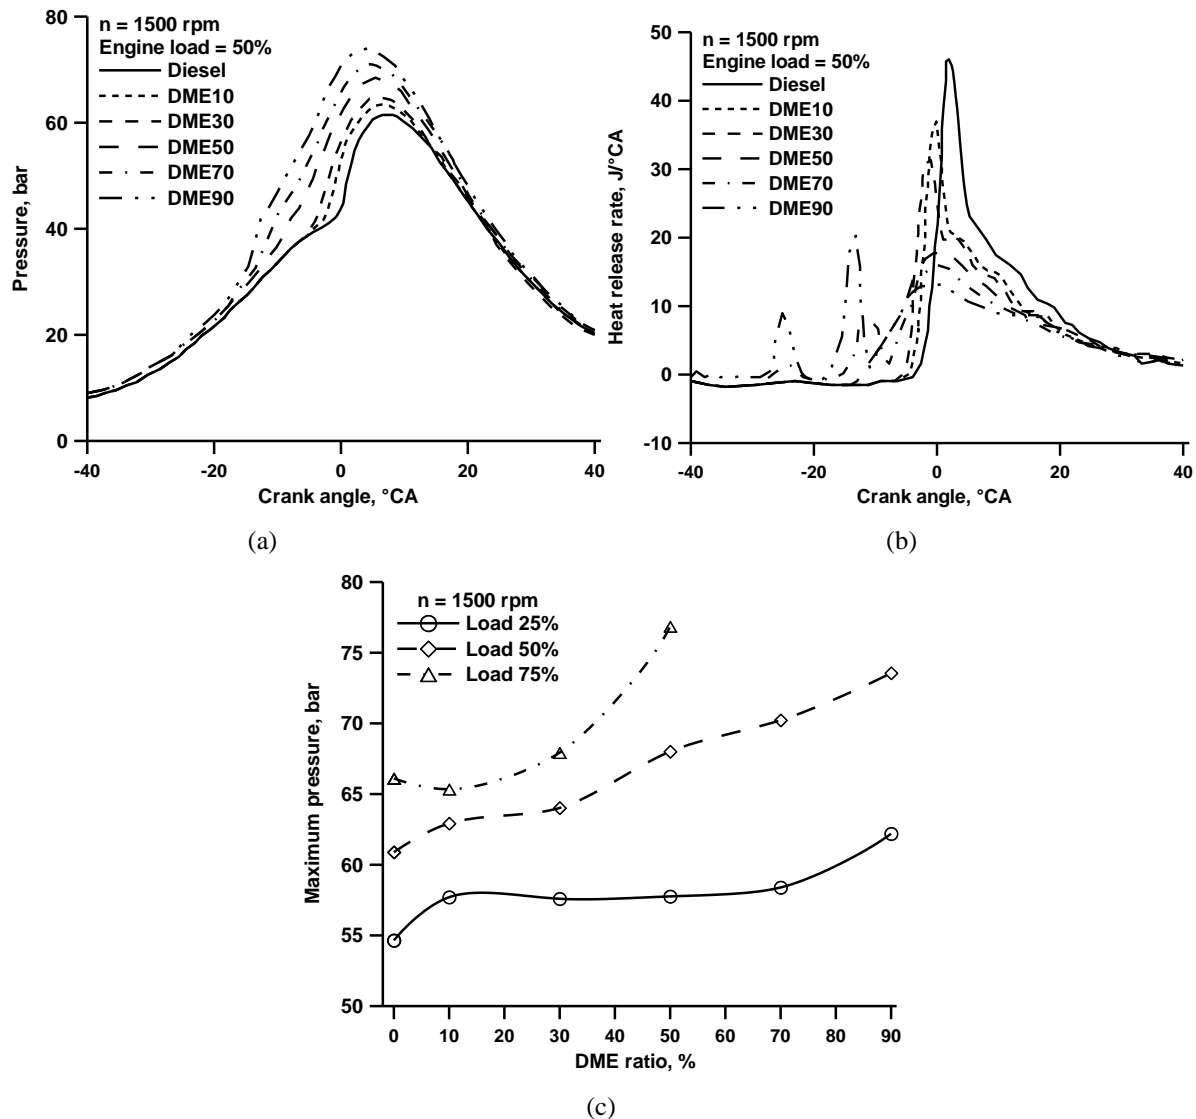 n = 1500 rpm
Engine load = 50%
Diesel
DME10
DME30
DME50
DME70
DME90
80
60
40
20
0
Pressure, bar
-40
-20
0
20
40
Crank angle, °CA
(a)
n = 1500 rpm
Engine load = 50%
Diesel
DME10
DME30
DME50
DME70
DME90
50
40
30
20
10
0
-10
Heat release rate, J/°CA
-40
-20
0
20
40
Crank angle, °CA
(b)
n = 1500 rpm
Load 25%
Load 50%
Load 75%
80
75
70
65
60
55
50
Maximum pressure, bar
0
10
20
30
40
50
60
70
80
90
DME ratio, %
(c)